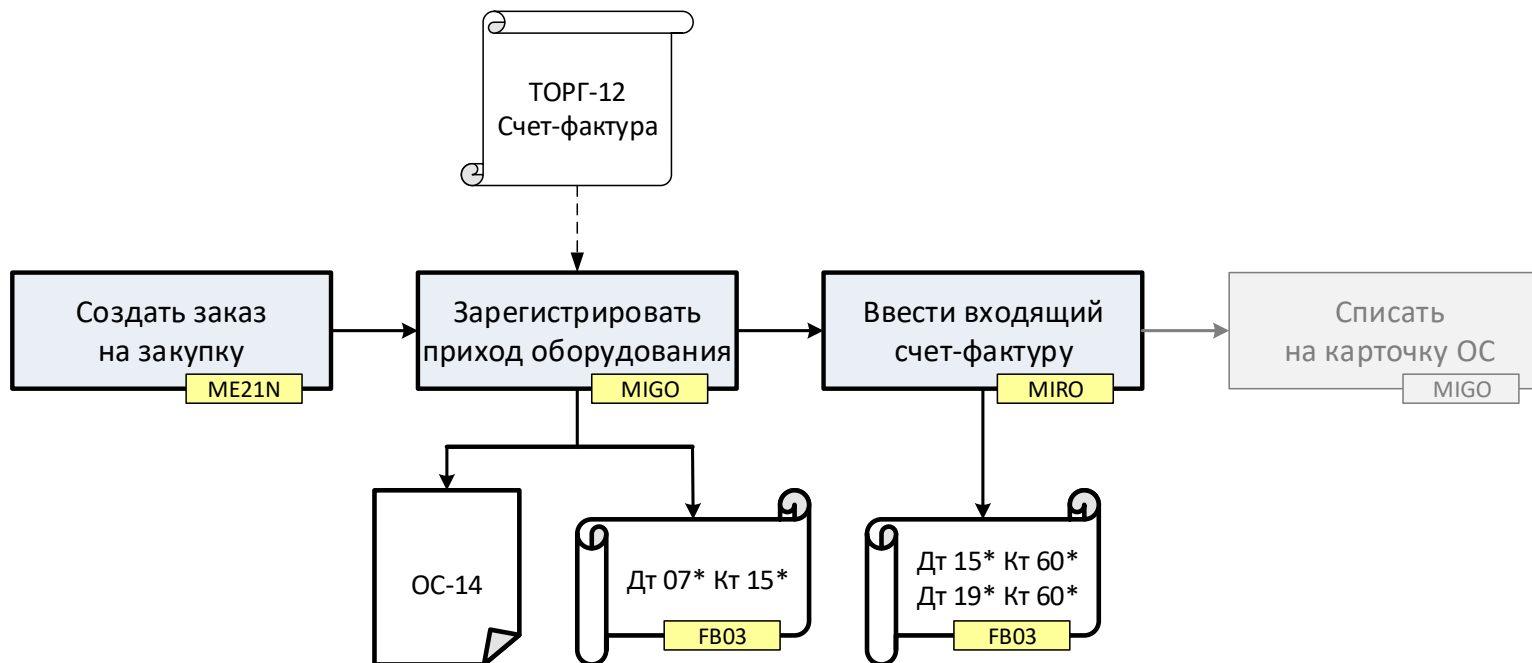 ТОРГ-12
Счет-фактура
Создать заказ
на закупку
ME21N
Зарегистрировать
приход оборудования
MIGO
Ввести входящий
счет-фактуру
MIRO
Списать
на карточку ОС
MIGO
ОС-14
Дт 07* Кт 15*
FB03
Дт 15* Кт 60*
Дт 19* Кт 60*
FB03